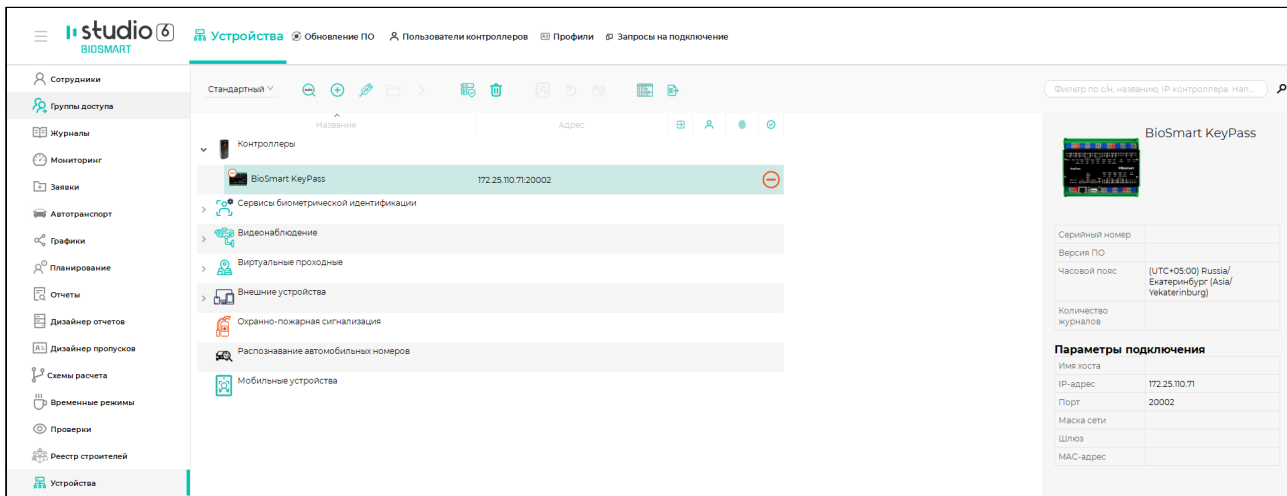 studio 6
BIOSMART
Устройства Обновление ПО Пользователи контроллеров Профили Запросы на подключение
Сотрудники
Группы доступа
Журналы
Мониторинг
Заявки
Автотранспорт
Графики
Планирование
Отчеты
Дизайнер отчетов
Дизайнер пропусков
Схемы расчета
Временные режимы
Проверки
Реестр строителей
Устройства
Стандартный
Название Адрес
Контроллеры
BioSmart KeyPass 172.25.110.71:20002
Сервисы биометрической идентификации
Видеонаблюдение
Виртуальные проходные
Внешние устройства
Охранно-пожарная сигнализация
Распознавание автомобильных номеров
Мобильные устройства
Фильтр по с/н, названию, IP контроллера. Нап...
BioSmart KeyPass
Серийный номер
Версия ПО
Часовой пояс (UTC+05:00) Russia/
Екатеринбург (Asia/
Yekaterinburg)
Количество
журналов
Параметры подключения
Имя хоста
IP-адрес 172.25.110.71
Порт 20002
Маска сети
Шлюз
MAC-адрес